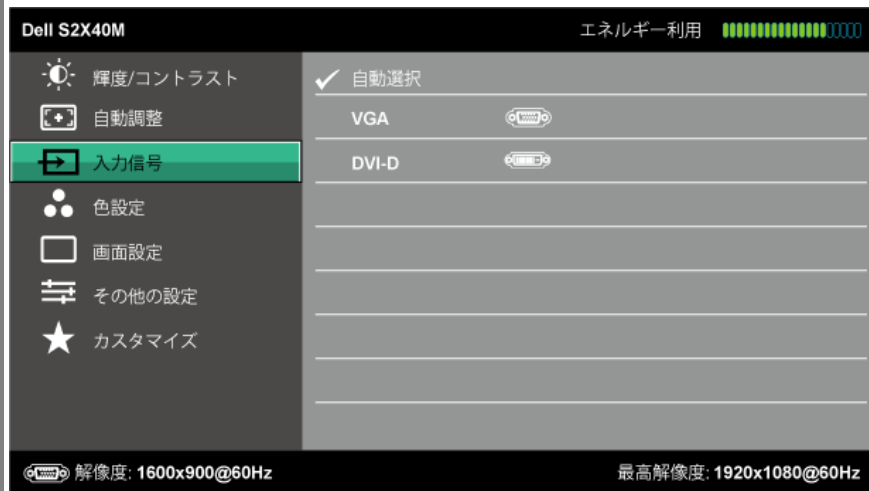 Dell S2X40M
エネルギー利用
輝度/コントラスト
自動選択
自動調整
VGA
入力信号
DVI-D
色設定
画面設定
その他の設定
カスタマイズ
解像度: 1600x900@60Hz
最高解像度: 1920x1080@60Hz